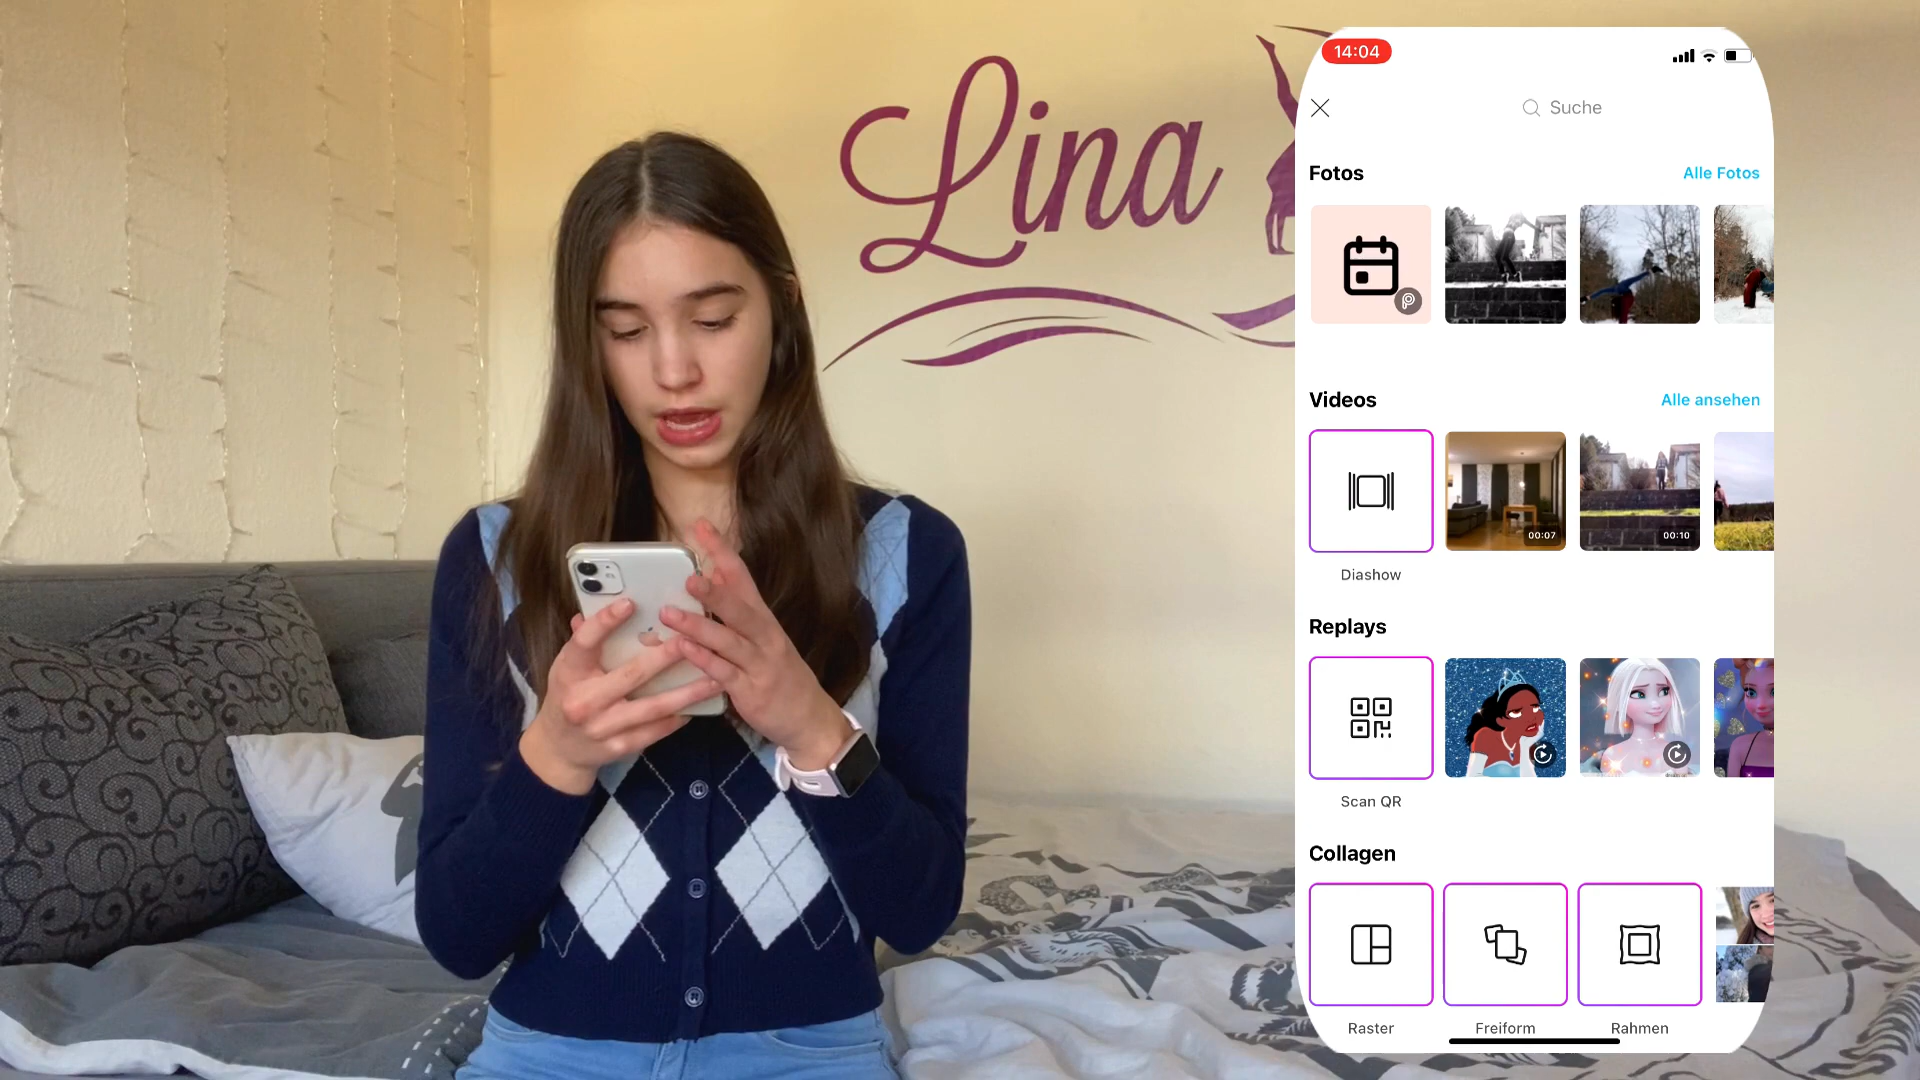 Lina
14:04
Suche
Fotos
Alle Fotos
Videos
Alle ansehen
00:07
00:10
Diashow
Replays
Scan QR
Collagen
Raster
Freiform
Rahmen